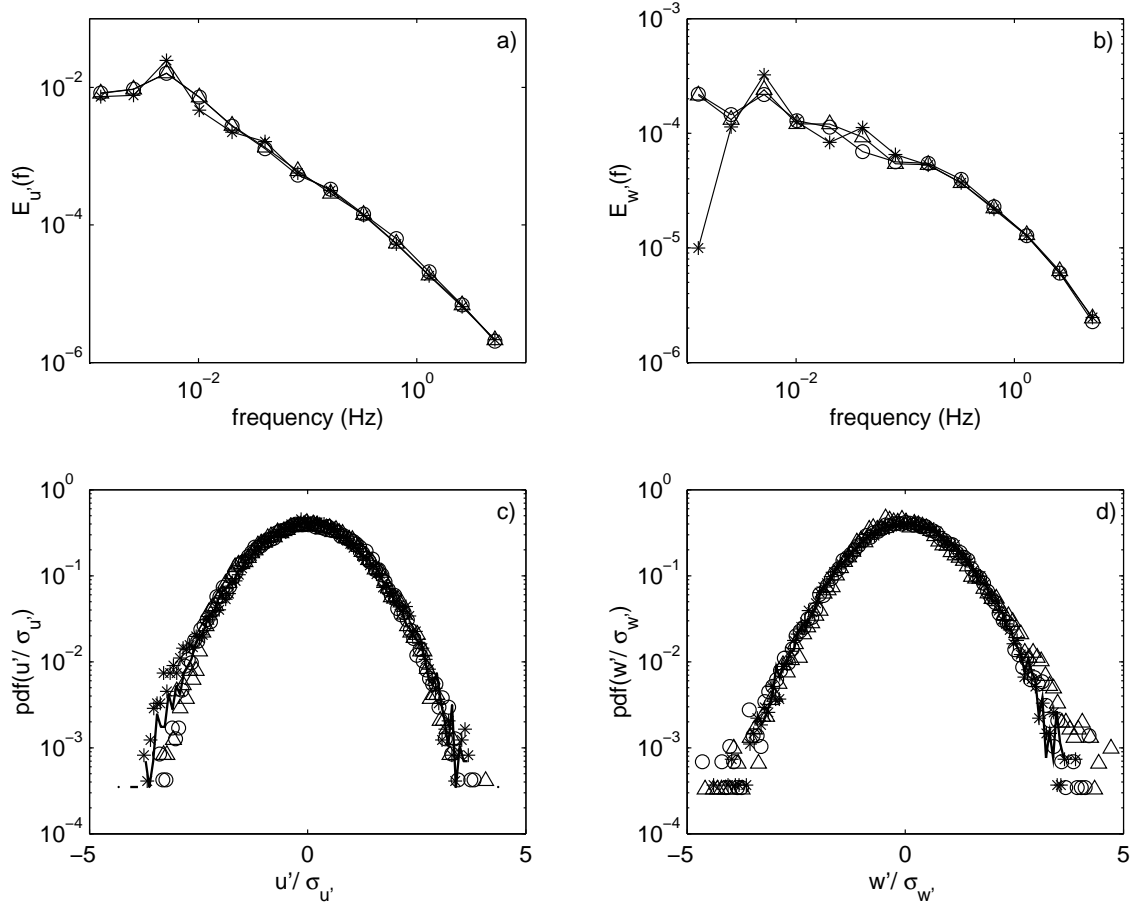 a)
10^-2
10^-4
10^-6
E_u'(f)
10^-2
10^0
frequency (Hz)
b)
10^-3
10^-4
10^-5
10^-6
E_w'(f)
10^-2
10^0
frequency (Hz)
c)
10^0
10^-1
10^-2
10^-3
10^-4
pdf(u'/ σ_u')
−5
0
5
u'/ σ_u'
d)
10^0
10^-1
10^-2
10^-3
10^-4
pdf(w'/ σ_w')
−5
0
5
w'/ σ_w'